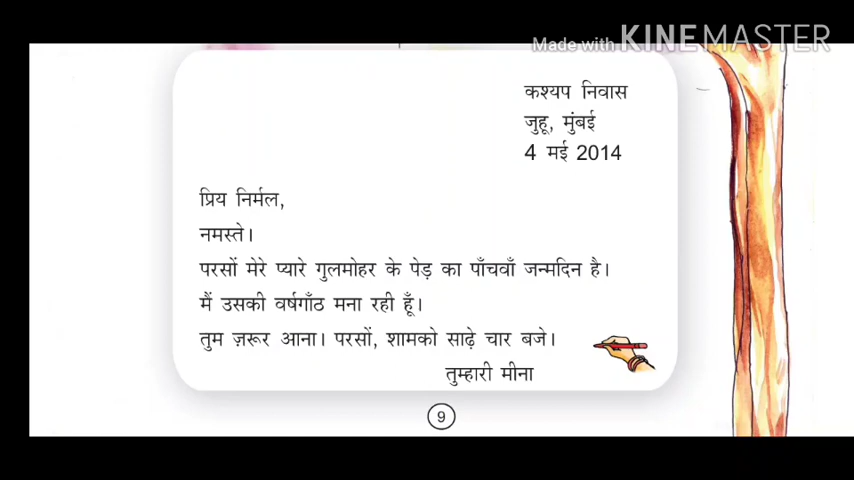 Made with KINEMASTER
कश्यप निवास
जुहू, मुंबई
4 मई 2014
प्रिय निर्मल,
नमस्ते।
परसों मेरे प्यारे गुलमोहर के पेड़ का पाँचवाँ जन्मदिन है।
मैं उसकी वर्षगाँठ मना रही हूँ।
तुम ज़रूर आना। परसों, शामको साढ़े चार बजे।
तुम्हारी मीना
9